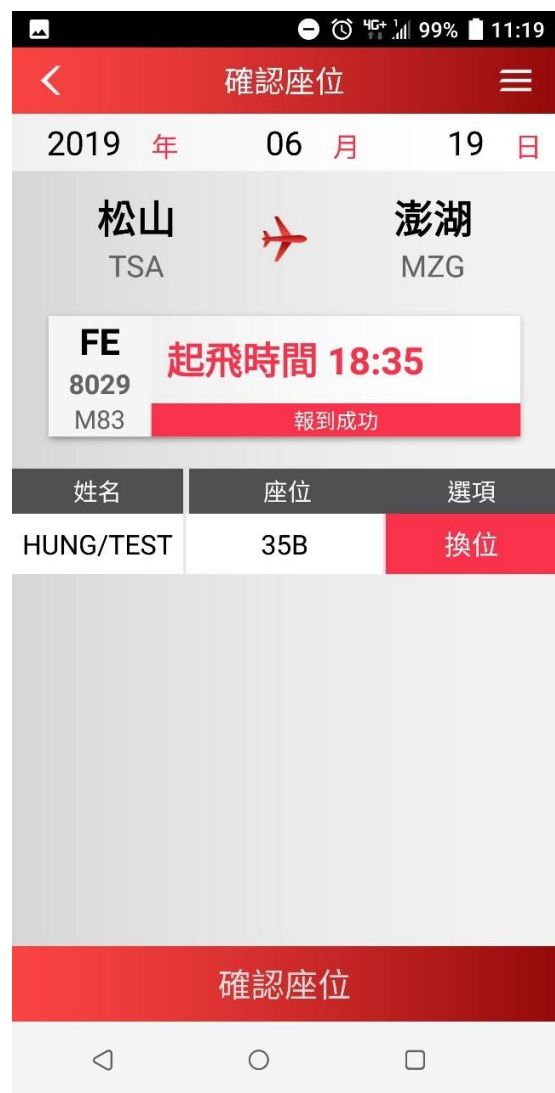 4G+ 99% 11:19
確認座位
2019 年 06 月 19 日
松山 澎湖
TSA MZG
FE
8029
M83
起飛時間 18:35
報到成功
姓名 座位 選項
HUNG/TEST 35B 換位
確認座位